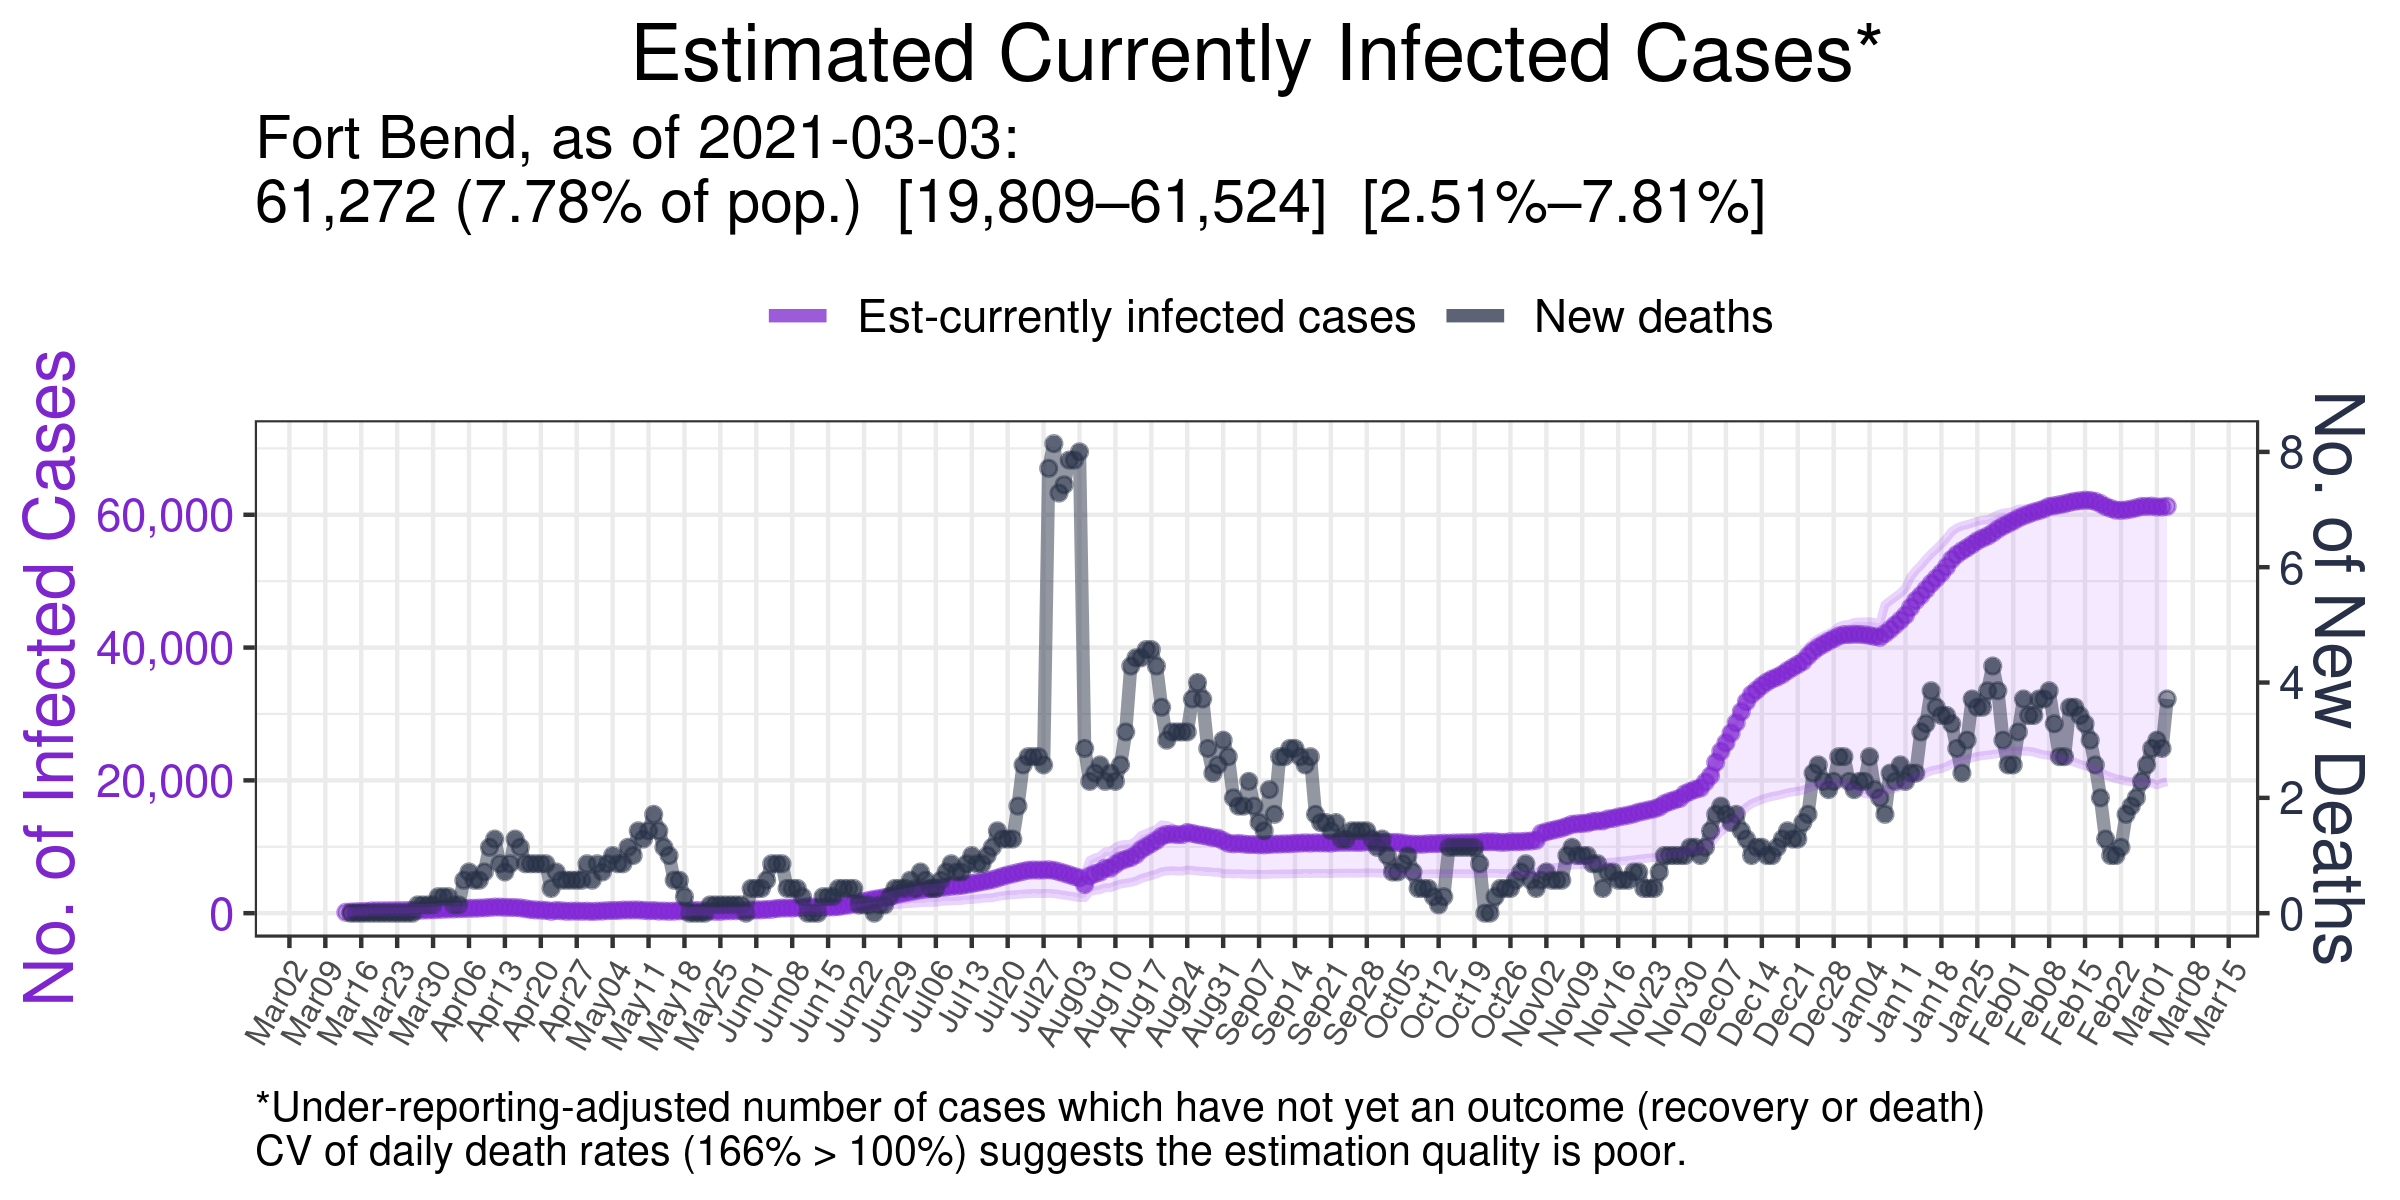 Estimated Currently Infected Cases*
Fort Bend, as of 2021-03-03:
61,272 (7.78% of pop.)  [19,809–61,524]  [2.51%–7.81%]
Est-currently infected cases
New deaths
No. of Infected Cases
60,000
40,000
20,000
0
8
6
4
2
0
No. of New Deaths
Mar02
Mar09
Mar16
Mar23
Mar30
Apr06
Apr13
Apr20
Apr27
May04
May11
May18
May25
Jun01
Jun08
Jun15
Jun22
Jun29
Jul06
Jul13
Jul20
Jul27
Aug03
Aug10
Aug17
Aug24
Aug31
Sep07
Sep14
Sep21
Sep28
Oct05
Oct12
Oct19
Oct26
Nov02
Nov09
Nov16
Nov23
Nov30
Dec07
Dec14
Dec21
Dec28
Jan04
Jan11
Jan18
Jan25
Feb01
Feb08
Feb15
Feb22
Mar01
Mar08
Mar15
*Under-reporting-adjusted number of cases which have not yet an outcome (recovery or death)
CV of daily death rates (166% > 100%) suggests the estimation quality is poor.